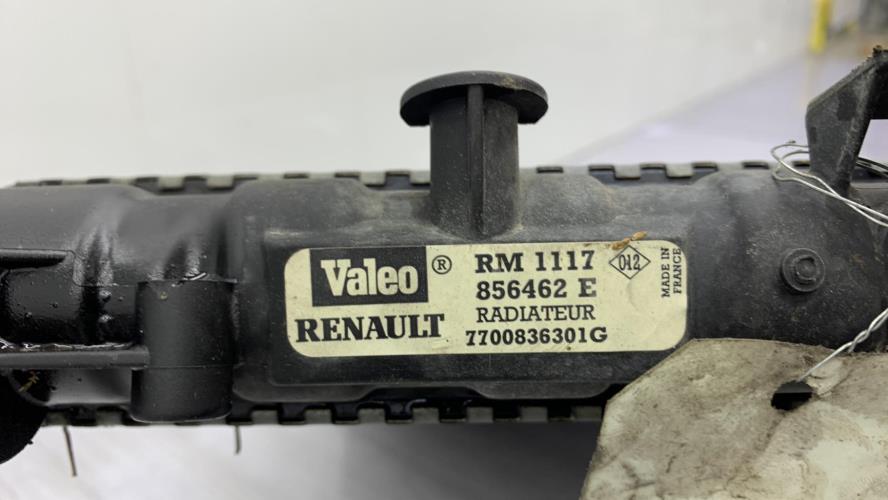 Valeo ® RM 1117
856462 E
RADIATEUR
RENAULT 7700836301G
012
MADE IN
FRANCE